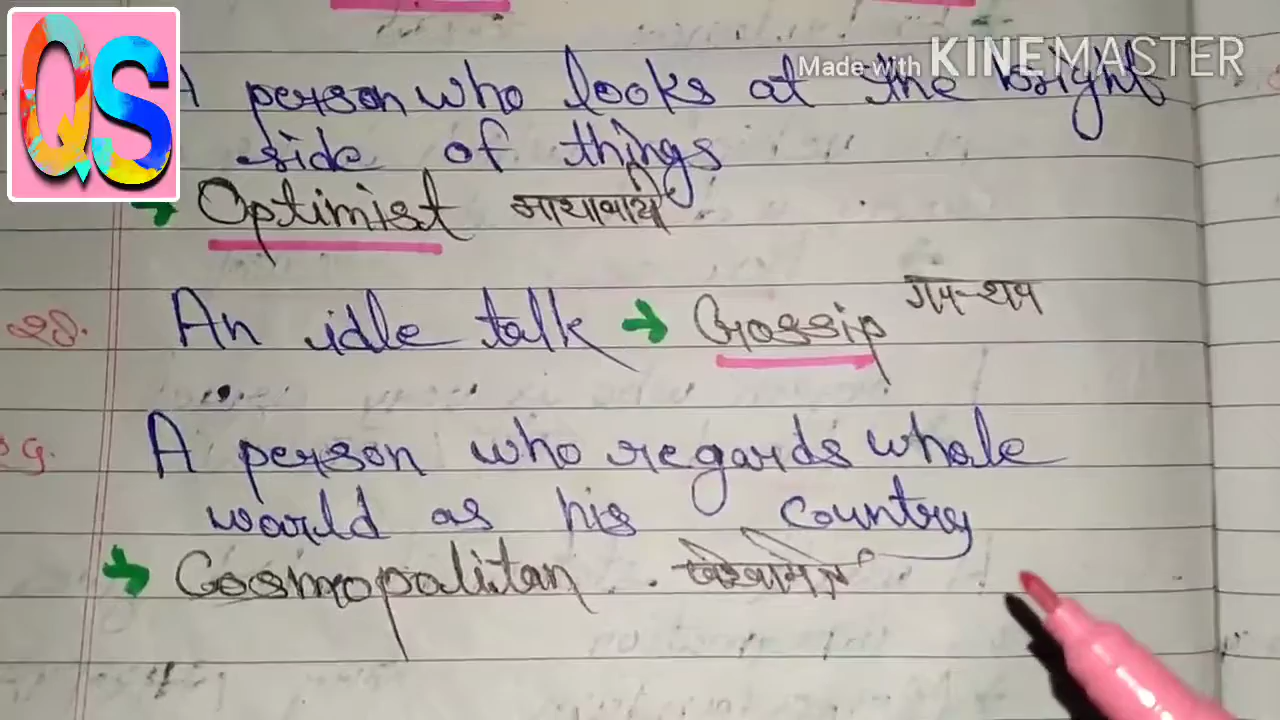 QS
Made with KINEMASTER
A person who looks at the bright
side of things
Optimist
28. An idle talk → Gossip गप-शप
A person who regards whole
world as his country
→ Cosmopolitan